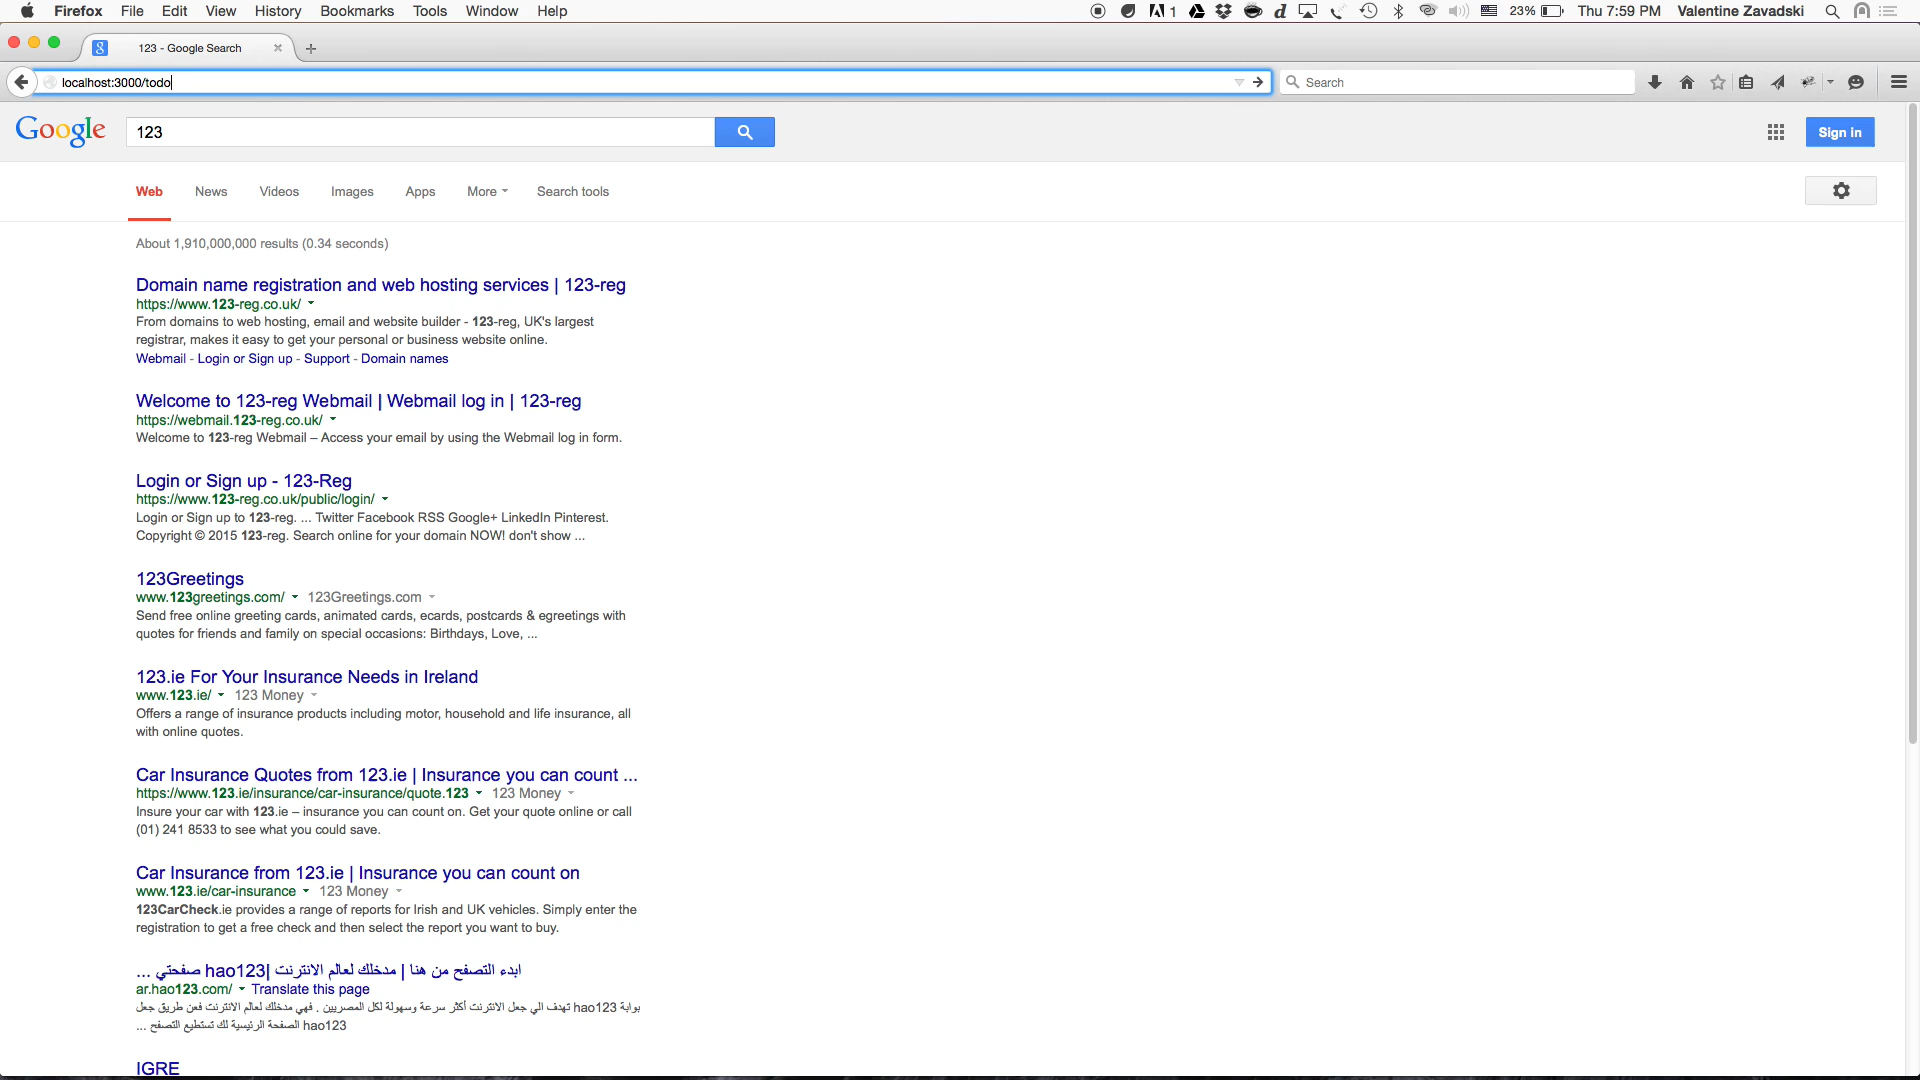 Firefox File Edit View History Bookmarks Tools Window Help
1 23% Thu 7:59 PM Valentine Zavadski
123 - Google Search
localhost:3000/todo
Search
Google
123
Sign in
Web News Videos Images Apps More Search tools
About 1,910,000,000 results (0.34 seconds)
Domain name registration and web hosting services | 123-reg
https://www.123-reg.co.uk/
From domains to web hosting, email and website builder - 123-reg, UK's largest
registrar, makes it easy to get your personal or business website online.
Webmail - Login or Sign up - Support - Domain names
Welcome to 123-reg Webmail | Webmail log in | 123-reg
https://webmail.123-reg.co.uk/
Welcome to 123-reg Webmail – Access your email by using the Webmail log in form.
Login or Sign up - 123-Reg
https://www.123-reg.co.uk/public/login/
Login or Sign up to 123-reg. ... Twitter Facebook RSS Google+ LinkedIn Pinterest.
Copyright © 2015 123-reg. Search online for your domain NOW! don't show ...
123Greetings
www.123greetings.com/ 123Greetings.com
Send free online greeting cards, animated cards, ecards, postcards & egreetings with
quotes for friends and family on special occasions: Birthdays, Love, ...
123.ie For Your Insurance Needs in Ireland
www.123.ie/ 123 Money
Offers a range of insurance products including motor, household and life insurance, all
with online quotes.
Car Insurance Quotes from 123.ie | Insurance you can count ...
https://www.123.ie/insurance/car-insurance/quote.123 123 Money
Insure your car with 123.ie – insurance you can count on. Get your quote online or call
(01) 241 8533 to see what you could save.
Car Insurance from 123.ie | Insurance you can count on
www.123.ie/car-insurance 123 Money
123CarCheck.ie provides a range of reports for Irish and UK vehicles. Simply enter the
registration to get a free check and then select the report you want to buy.
ابدء التصفح من هنا | مدخلك لعالم الانترنت |hao123 صفحتي ...
ar.hao123.com/ Translate this page
بوابة hao123 تهدف الي جعل الانترنت أكثر سرعة وسهولة لكل المصريين . فهي مدخلك لعالم الانترنت فعن طريق جعل
hao123 الصفحة الرئيسية لك تستطيع التصفح ...
IGRE